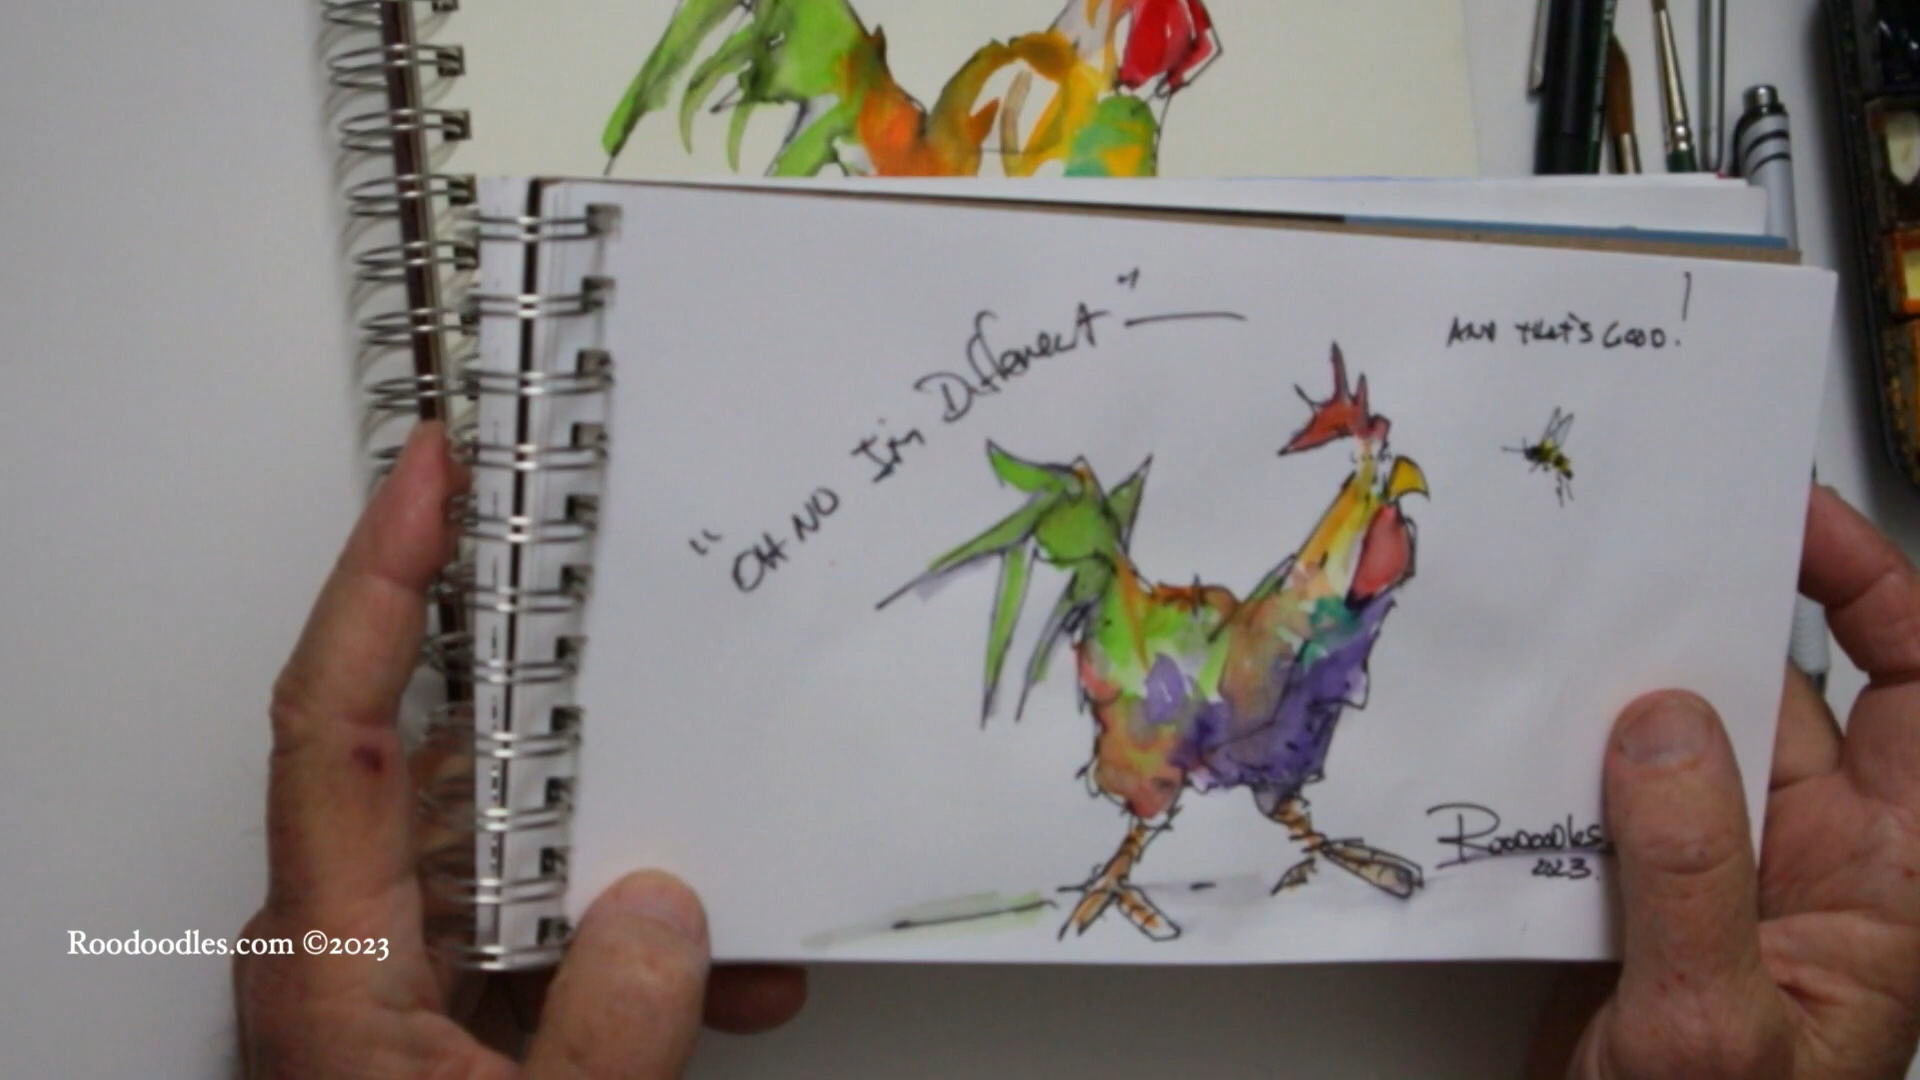 "OH NO I'm Different"
AND THAT'S GOOD!
Roodoodles
2023.
Roodoodles.com ©2023